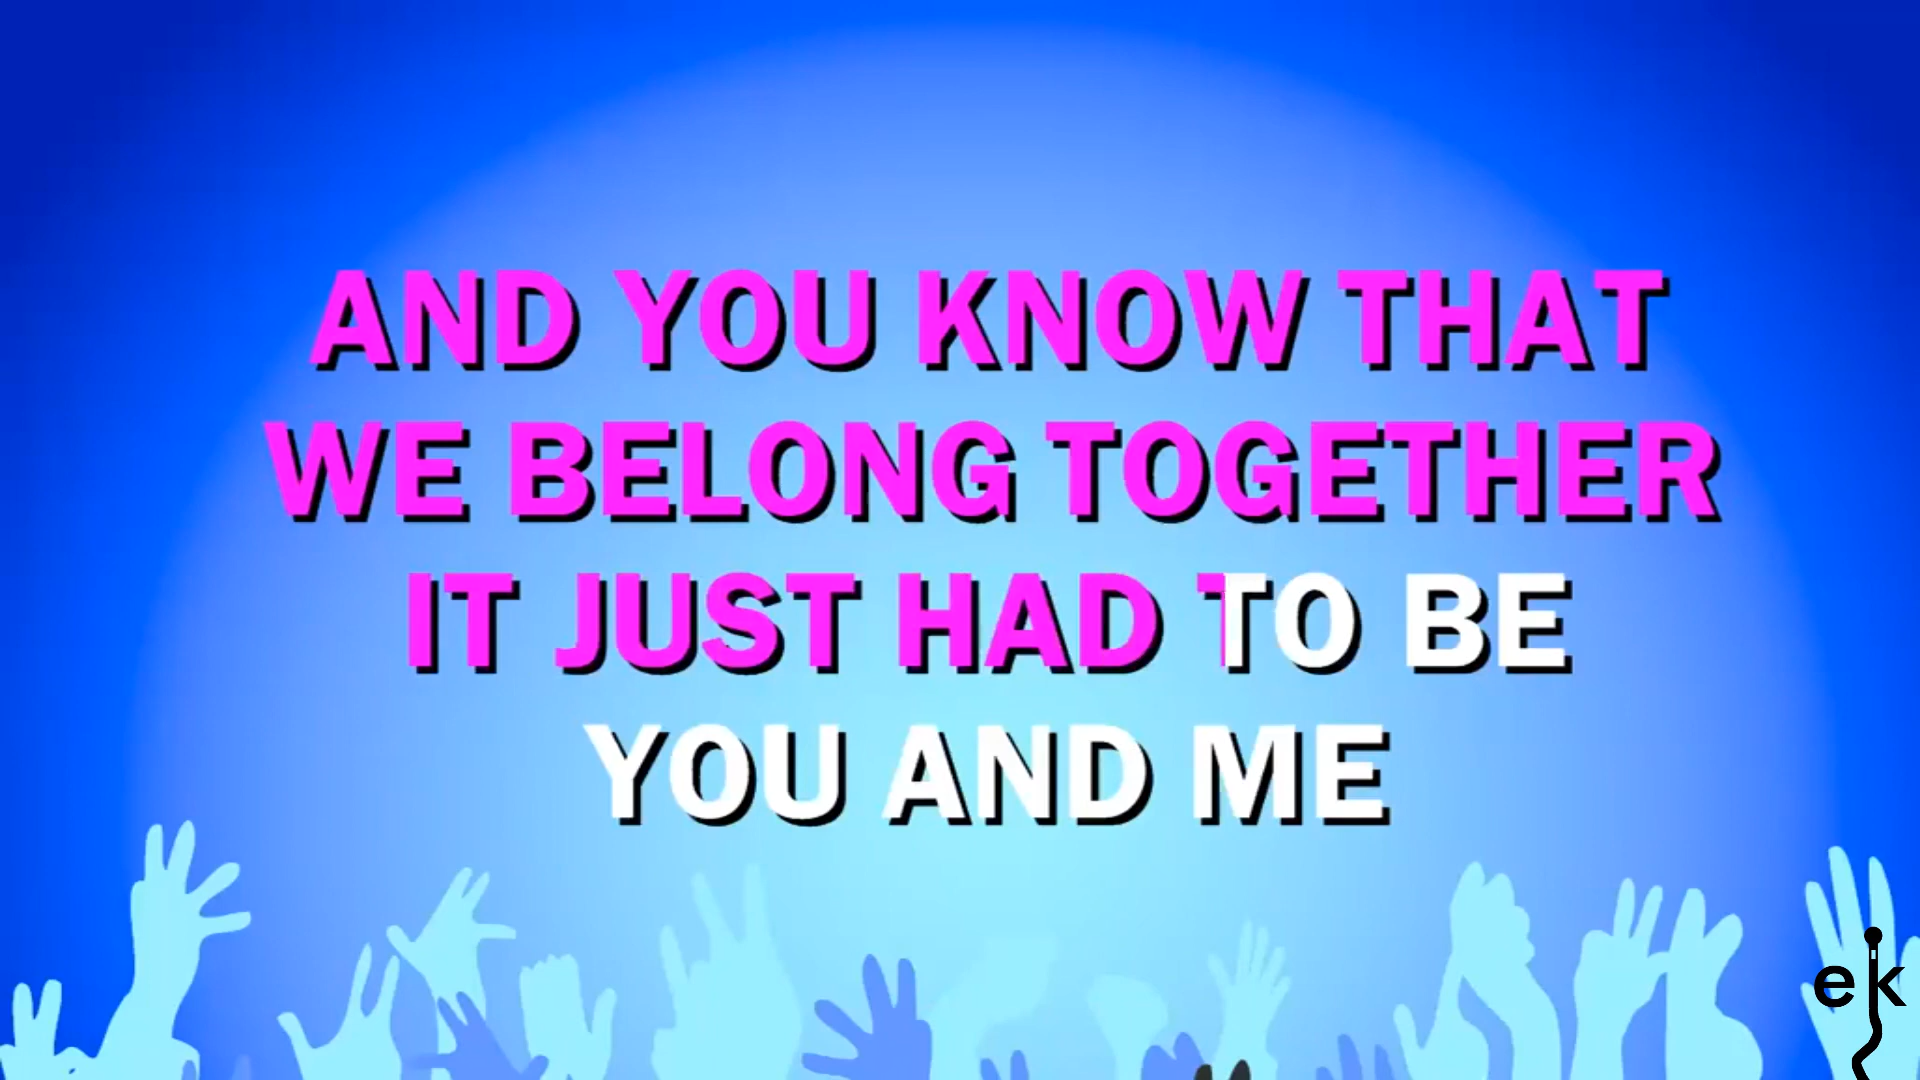 AND YOU KNOW THAT
WE BELONG TOGETHER
IT JUST HAD TO BE
YOU AND ME
ek